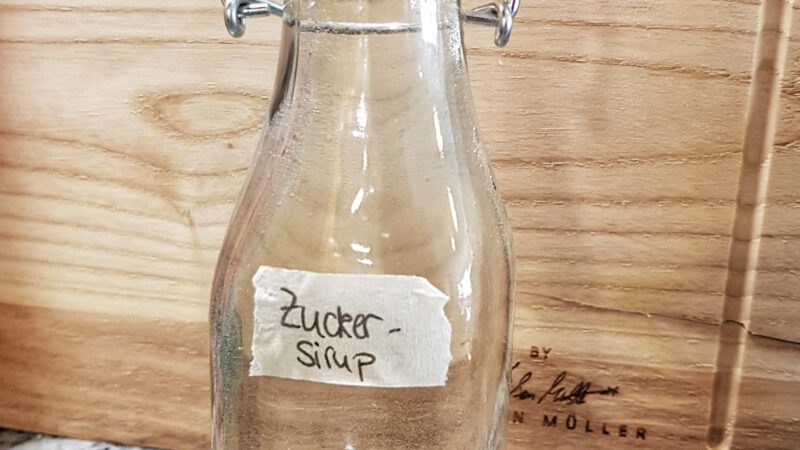 Zucker-
sirup
BY
N MÜLLER